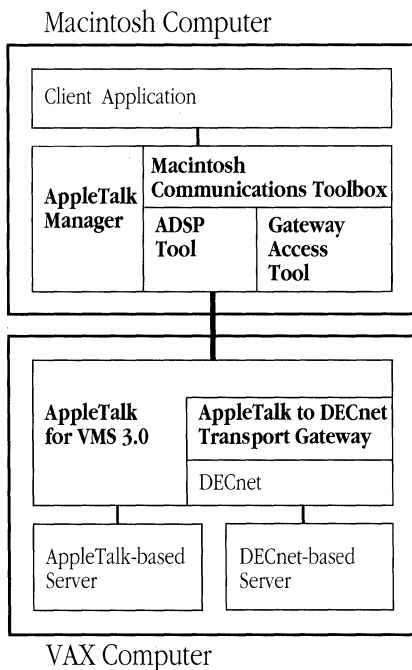 Macintosh Computer
Client Application
AppleTalk
Manager
Macintosh
Communications Toolbox
ADSP
Tool
Gateway
Access
Tool
AppleTalk
for VMS 3.0
AppleTalk to DECnet
Transport Gateway
DECnet
AppleTalk-based
Server
DECnet-based
Server
VAX Computer